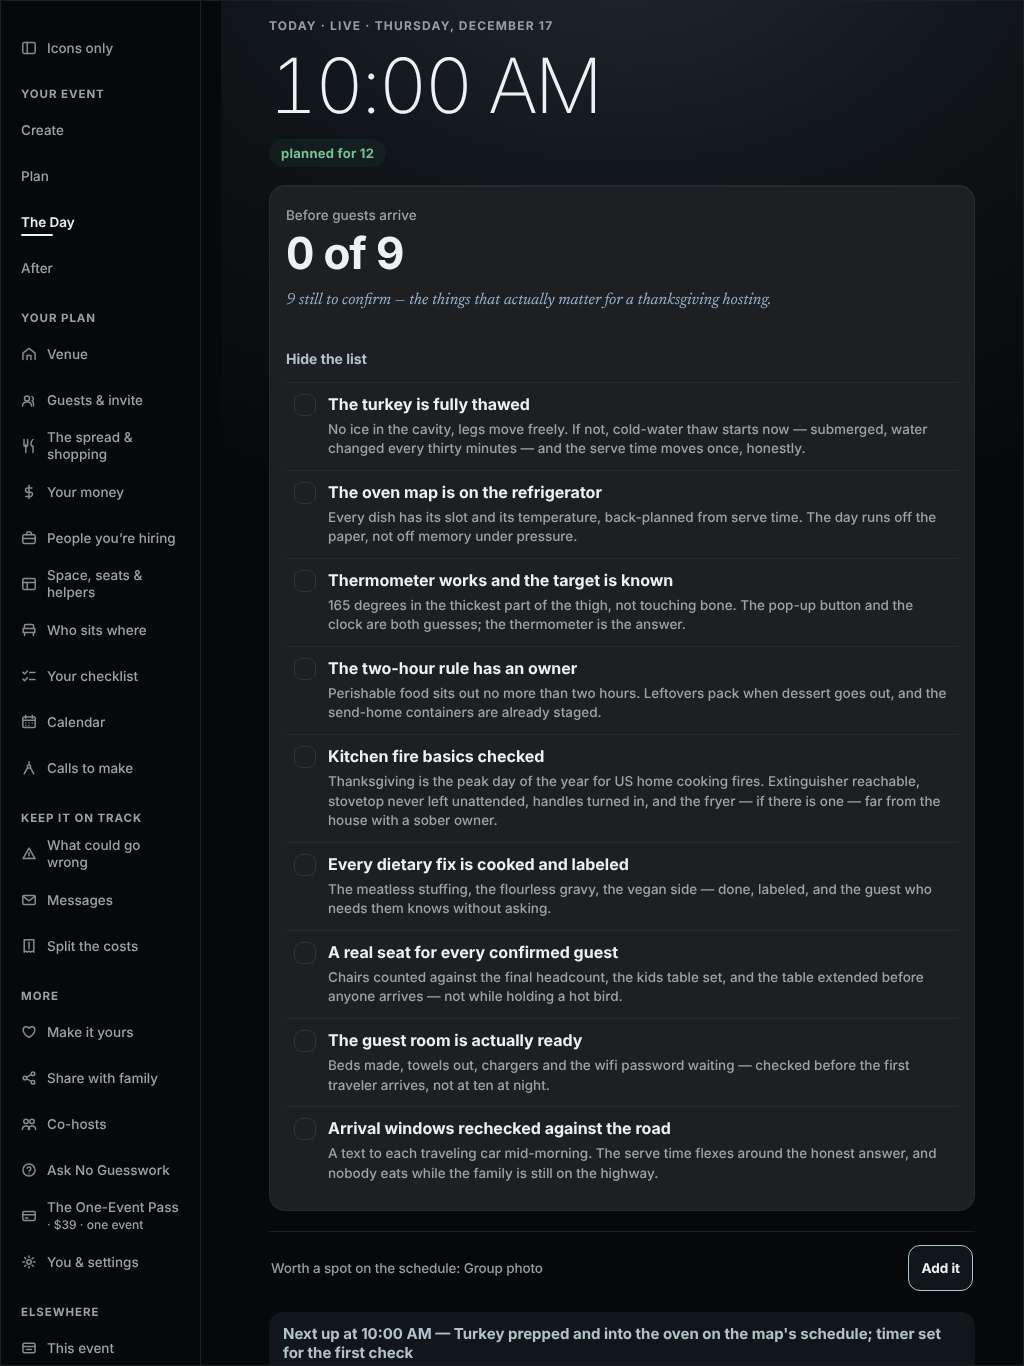 Icons only
YOUR EVENT
Create
Plan
The Day
After
YOUR PLAN
Venue
Guests & invite
The spread &
shopping
Your money
People you're hiring
Space, seats &
helpers
Who sits where
Your checklist
Calendar
Calls to make
KEEP IT ON TRACK
What could go
wrong
Messages
Split the costs
MORE
Make it yours
Share with family
Co-hosts
Ask No Guesswork
The One-Event Pass
· $39 · one event
You & settings
ELSEWHERE
This event
TODAY · LIVE · THURSDAY, DECEMBER 17
10:00 AM
planned for 12
Before guests arrive
0 of 9
9 still to confirm – the things that actually matter for a thanksgiving hosting.
Hide the list
The turkey is fully thawed
No ice in the cavity, legs move freely. If not, cold-water thaw starts now — submerged, water
changed every thirty minutes — and the serve time moves once, honestly.
The oven map is on the refrigerator
Every dish has its slot and its temperature, back-planned from serve time. The day runs off the
paper, not off memory under pressure.
Thermometer works and the target is known
165 degrees in the thickest part of the thigh, not touching bone. The pop-up button and the
clock are both guesses; the thermometer is the answer.
The two-hour rule has an owner
Perishable food sits out no more than two hours. Leftovers pack when dessert goes out, and the
send-home containers are already staged.
Kitchen fire basics checked
Thanksgiving is the peak day of the year for US home cooking fires. Extinguisher reachable,
stovetop never left unattended, handles turned in, and the fryer — if there is one — far from the
house with a sober owner.
Every dietary fix is cooked and labeled
The meatless stuffing, the flourless gravy, the vegan side — done, labeled, and the guest who
needs them knows without asking.
A real seat for every confirmed guest
Chairs counted against the final headcount, the kids table set, and the table extended before
anyone arrives — not while holding a hot bird.
The guest room is actually ready
Beds made, towels out, chargers and the wifi password waiting — checked before the first
traveler arrives, not at ten at night.
Arrival windows rechecked against the road
A text to each traveling car mid-morning. The serve time flexes around the honest answer, and
nobody eats while the family is still on the highway.
Worth a spot on the schedule: Group photo
Add it
Next up at 10:00 AM — Turkey prepped and into the oven on the map's schedule; timer set
for the first check